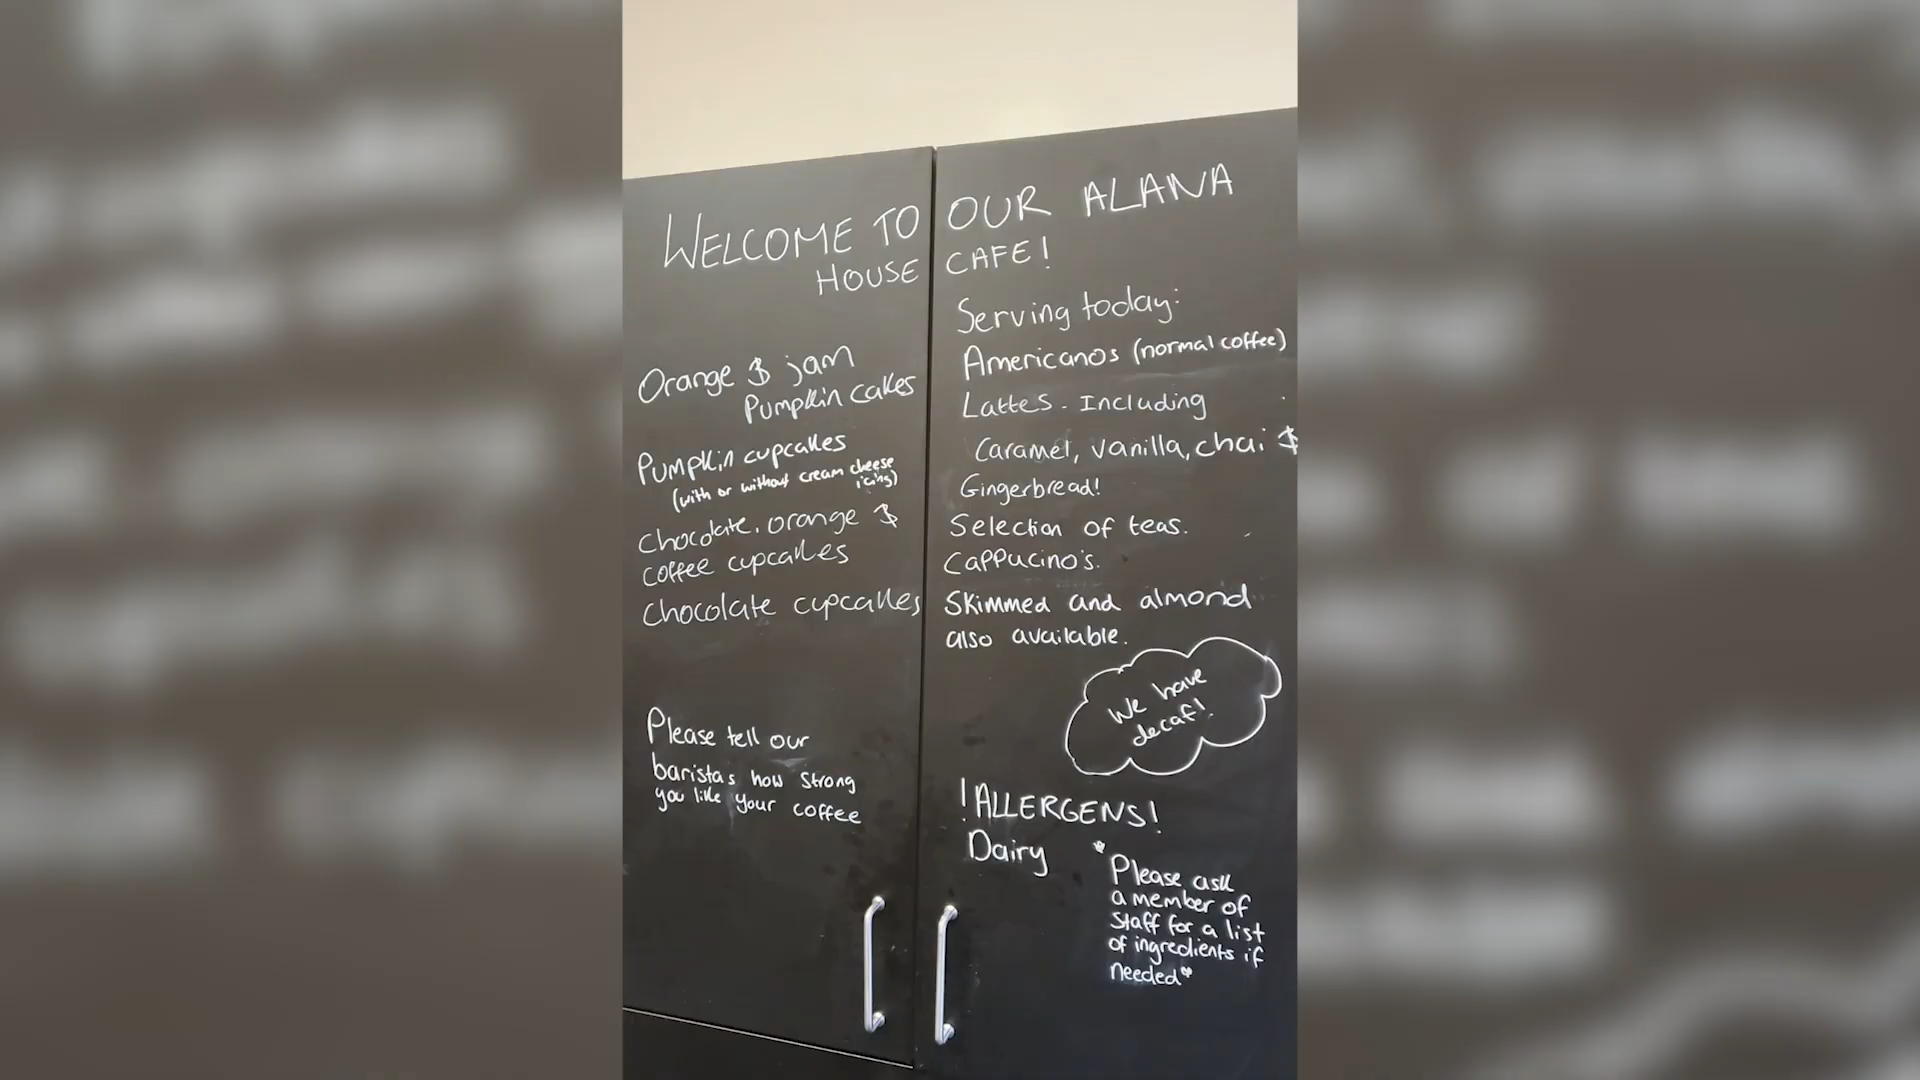 WELCOME TO OUR ALANA
HOUSE CAFE!
Orange & jam
Pumpkin cakes
Pumpkin cupcakes
(with or without cream cheese
icing)
Chocolate, orange &
coffee cupcakes
Chocolate cupcakes
Please tell our
baristas how strong
you like your coffee
Serving today:
Americanos (normal coffee)
Lattes - Including
Caramel, vanilla, chai &
Gingerbread!
Selection of teas.
Cappucino's.
Skimmed and almond
also available.
We have
decaf!
!ALLERGENS!
Dairy
*Please ask
a member of
staff for a list
of ingredients if
needed*